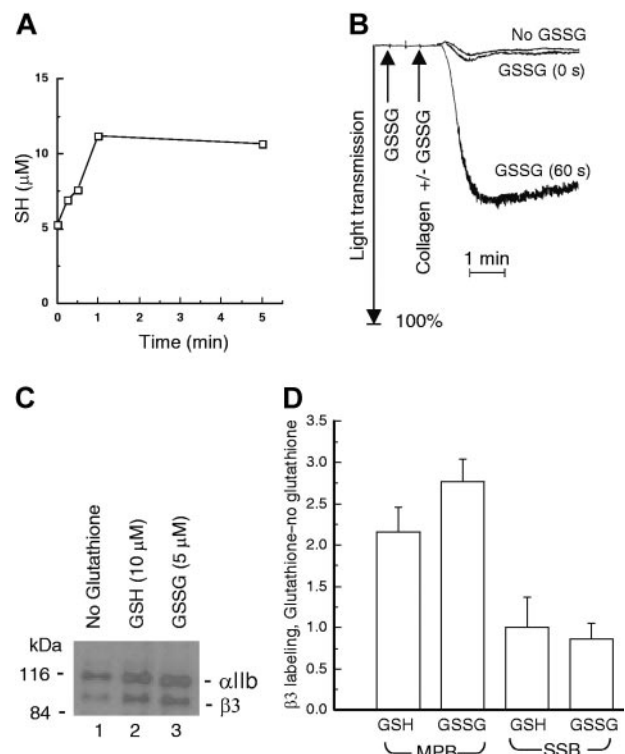 A
15
10
5
0
SH (μM)
0 1 2 3 4 5
Time (min)
B
No GSSG
GSSG (0 s)
GSSG
Collagen +/- GSSG
GSSG (60 s)
Light transmission
1 min
100%
C
No Glutathione
GSH (10 μM)
GSSG (5 μM)
kDa
116 -
- αIIb
- β3
84 -
1 2 3
D
β3 labeling, Glutathione–no glutathione
3.5
3.0
2.5
2.0
1.5
1.0
0.5
0.0
GSH GSSG GSH GSSG
MPB SSB